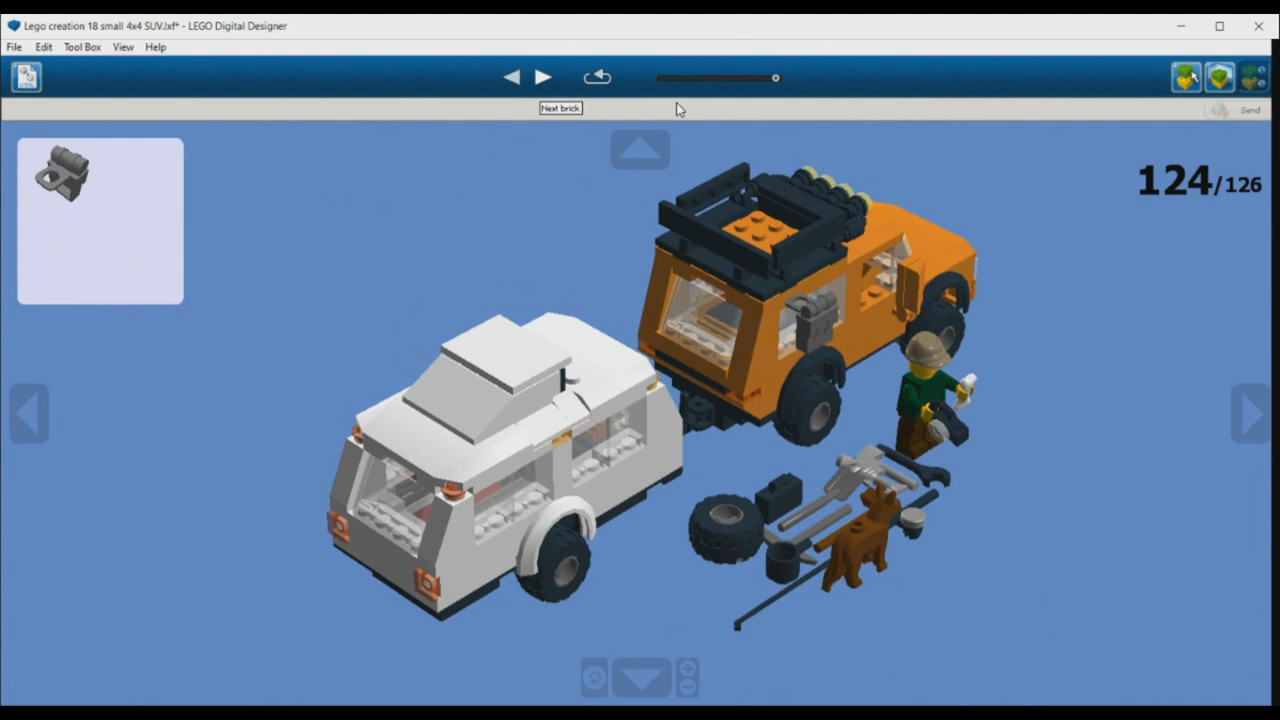 Lego creation 18 small 4x4 SUV.lxf* - LEGO Digital Designer
File Edit Tool Box View Help
Next brick
Send
124/126